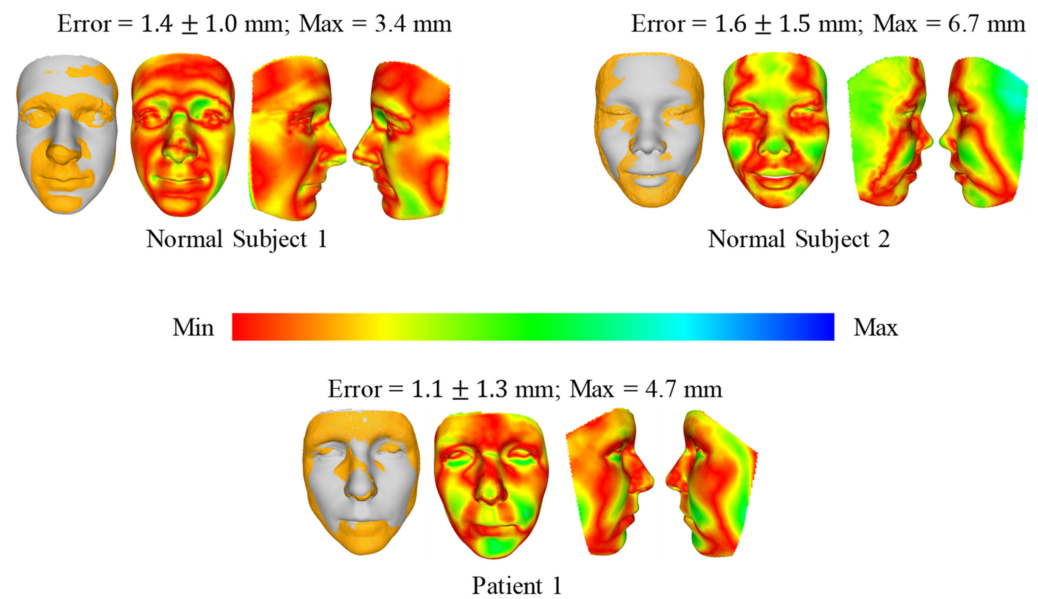 Error = 1.4 ± 1.0 mm; Max = 3.4 mm
Error = 1.6 ± 1.5 mm; Max = 6.7 mm
Normal Subject 1
Normal Subject 2
Min
Max
Error = 1.1 ± 1.3 mm; Max = 4.7 mm
Patient 1